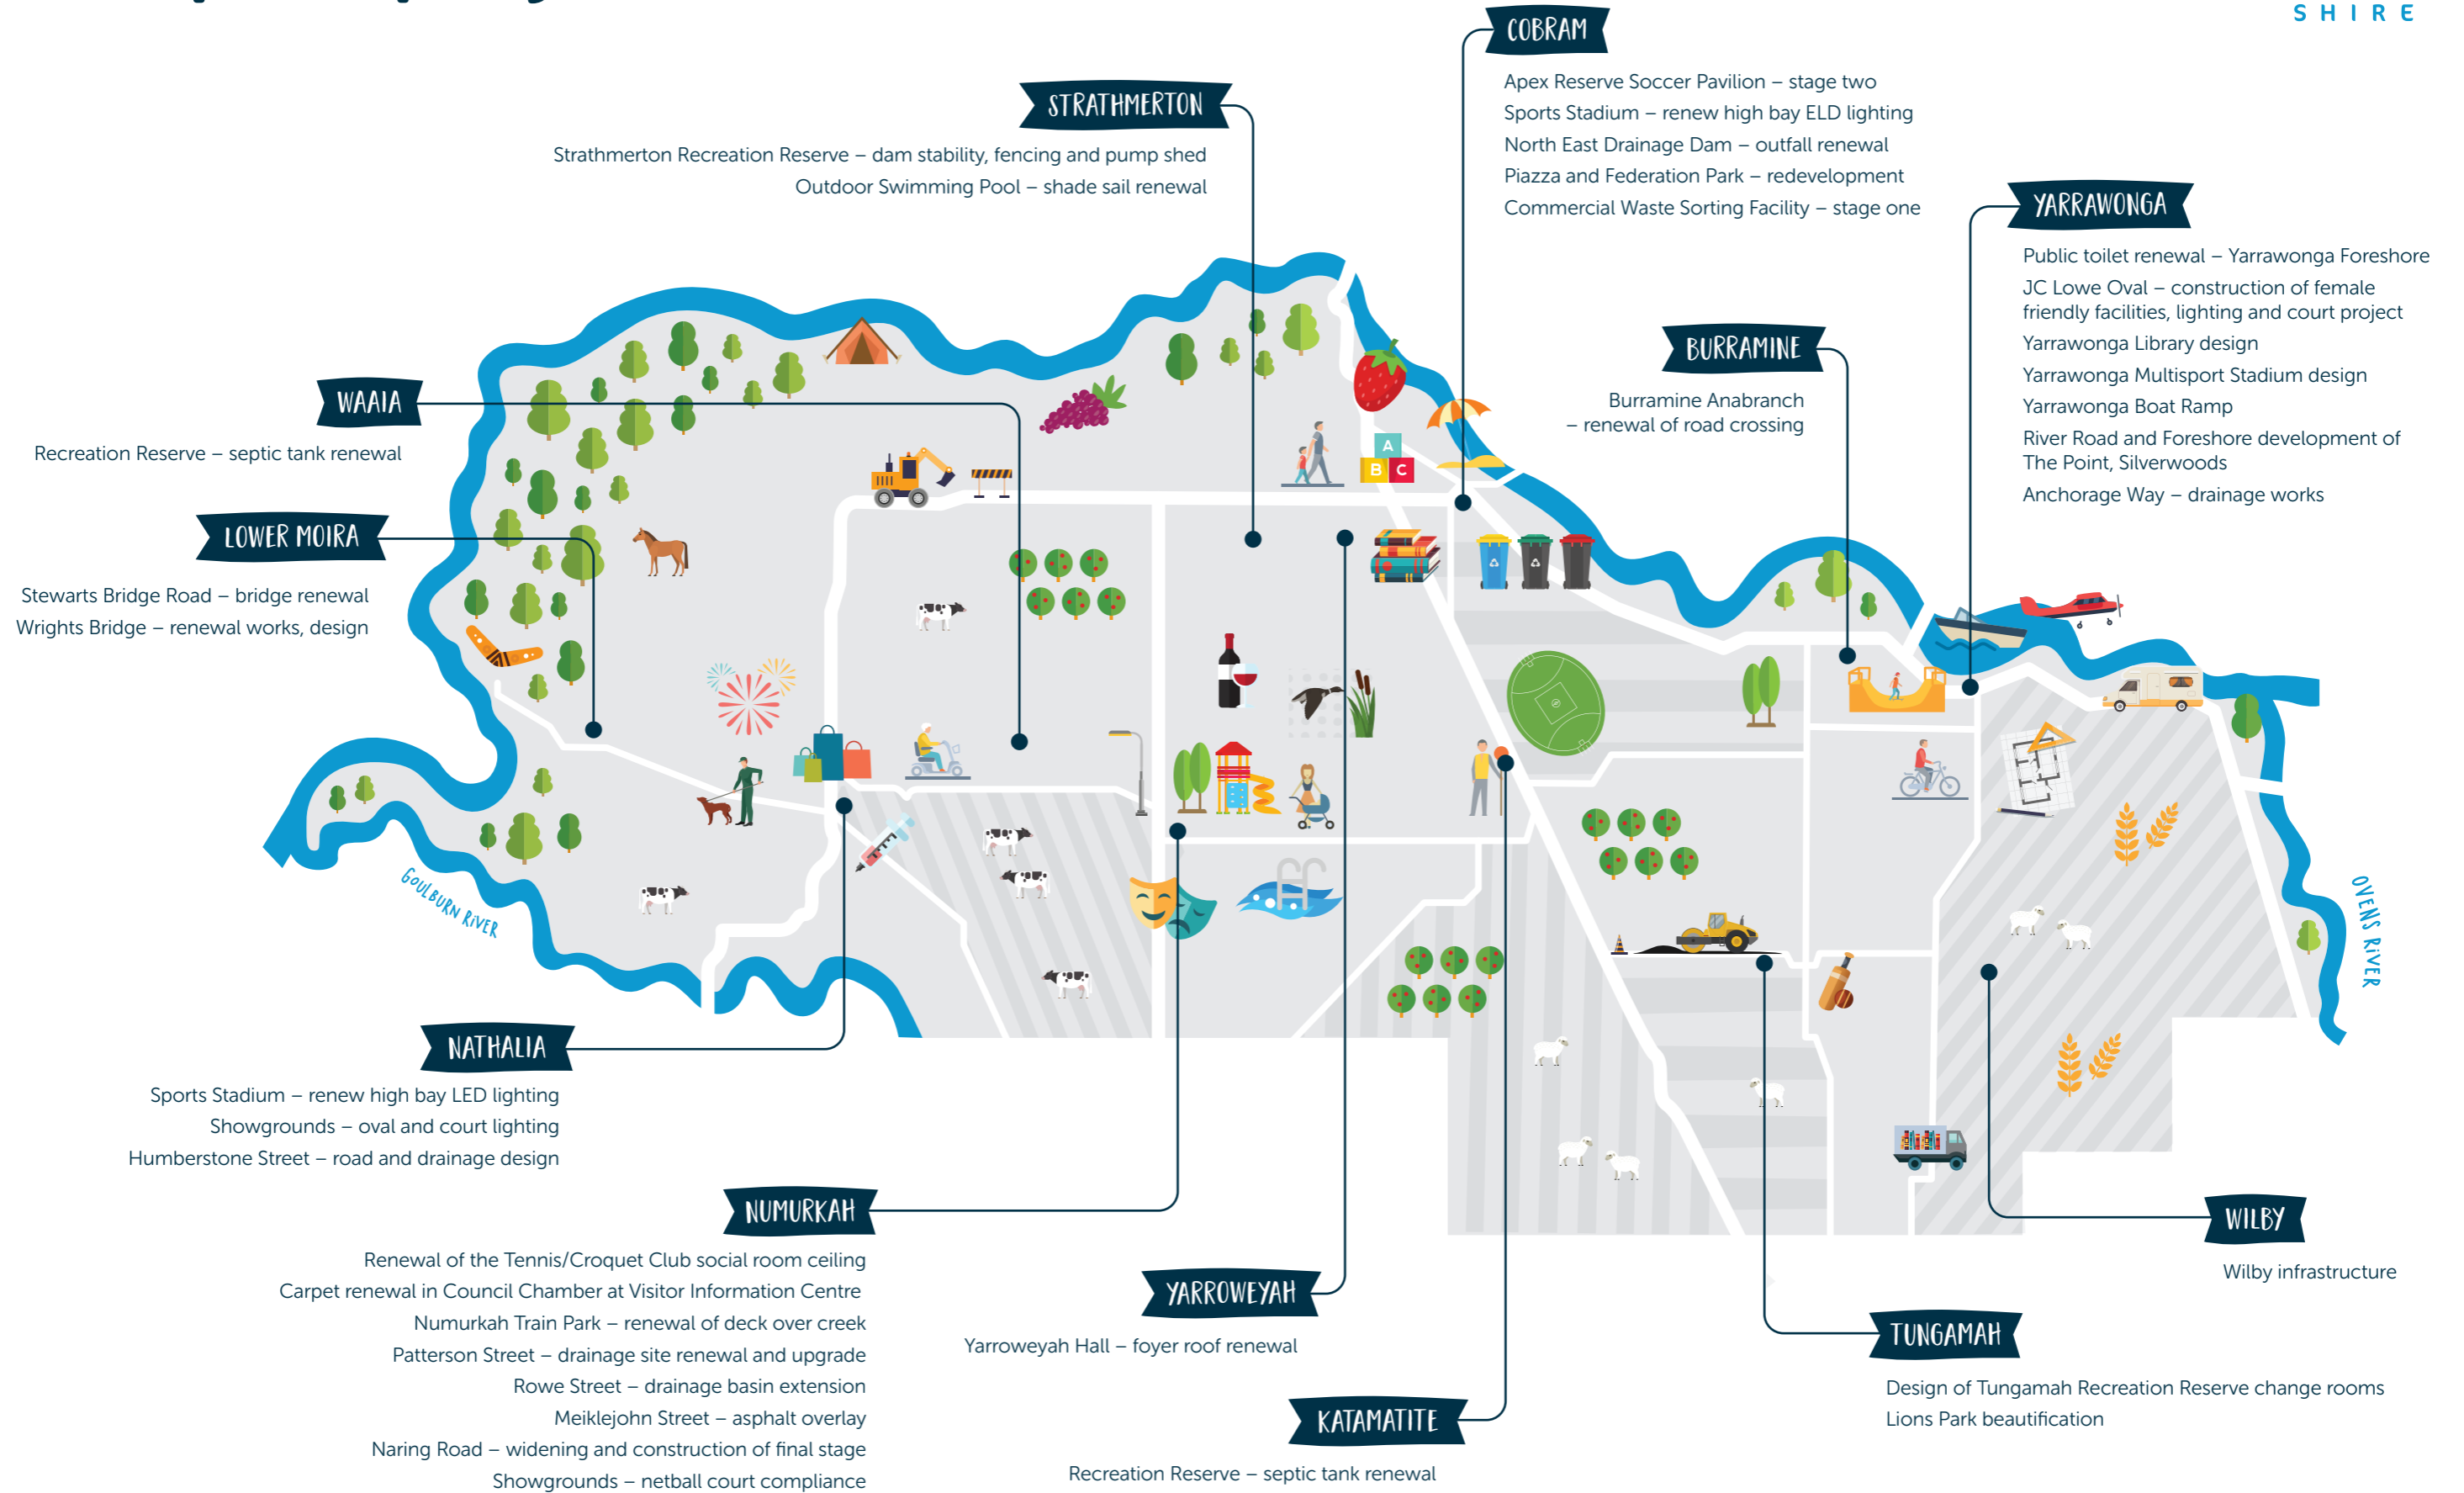 SHIRE
COBRAM
Apex Reserve Soccer Pavilion – stage two
Sports Stadium – renew high bay ELD lighting
North East Drainage Dam – outfall renewal
Piazza and Federation Park – redevelopment
Commercial Waste Sorting Facility – stage one
STRATHMERTON
Strathmerton Recreation Reserve – dam stability, fencing and pump shed
Outdoor Swimming Pool – shade sail renewal
YARRAWONGA
Public toilet renewal – Yarrawonga Foreshore
JC Lowe Oval – construction of female
friendly facilities, lighting and court project
Yarrawonga Library design
Yarrawonga Multisport Stadium design
Yarrawonga Boat Ramp
River Road and Foreshore development of
The Point, Silverwoods
Anchorage Way – drainage works
BURRAMINE
Burramine Anabranch
– renewal of road crossing
WAAIA
Recreation Reserve – septic tank renewal
LOWER MOIRA
Stewarts Bridge Road – bridge renewal
Wrights Bridge – renewal works, design
A
B C
GOULBURN RIVER
OVENS RIVER
NATHALIA
Sports Stadium – renew high bay LED lighting
Showgrounds – oval and court lighting
Humberstone Street – road and drainage design
NUMURKAH
Renewal of the Tennis/Croquet Club social room ceiling
Carpet renewal in Council Chamber at Visitor Information Centre
Numurkah Train Park – renewal of deck over creek
Patterson Street – drainage site renewal and upgrade
Rowe Street – drainage basin extension
Meiklejohn Street – asphalt overlay
Naring Road – widening and construction of final stage
Showgrounds – netball court compliance
YARROWEYAH
Yarroweyah Hall – foyer roof renewal
KATAMATITE
Recreation Reserve – septic tank renewal
WILBY
Wilby infrastructure
TUNGAMAH
Design of Tungamah Recreation Reserve change rooms
Lions Park beautification